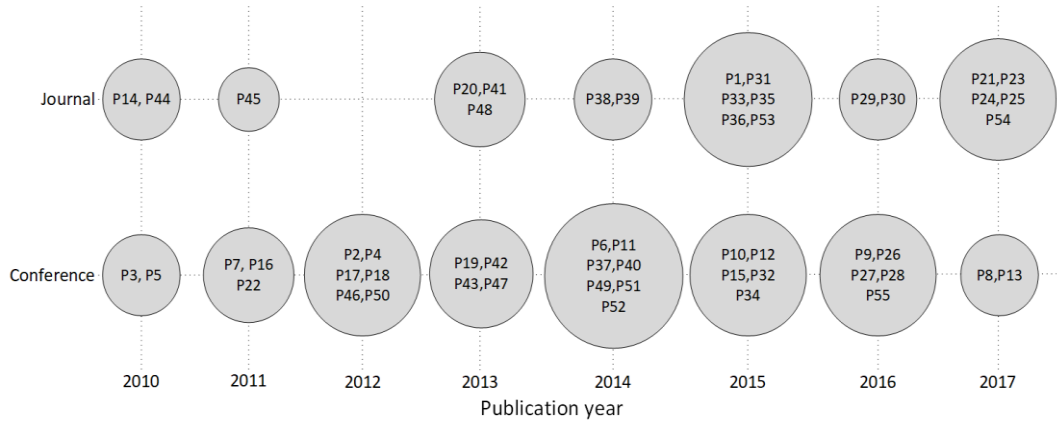 Journal
P14, P44
P45
P20,P41
P48
P38,P39
P1,P31
P33,P35
P36,P53
P29,P30
P21,P23
P24,P25
P54
Conference
P3, P5
P7, P16
P22
P2,P4
P17,P18
P46,P50
P19,P42
P43,P47
P6,P11
P37,P40
P49,P51
P52
P10,P12
P15,P32
P34
P9,P26
P27,P28
P55
P8,P13
2010 2011 2012 2013 2014 2015 2016 2017
Publication year